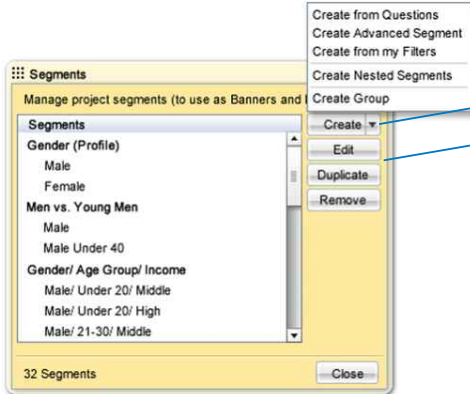 Create from Questions
Create Advanced Segment
Create from my Filters
Create Nested Segments
Create Group
Segments
Manage project segments (to use as Banners and
Segments
Create
Gender (Profile)
Edit
Male
Duplicate
Female
Remove
Men vs. Young Men
Male
Male Under 40
Gender/ Age Group/ Income
Male/ Under 20/ Middle
Male/ Under 20/ High
Male/ 21-30/ Middle
32 Segments
Close